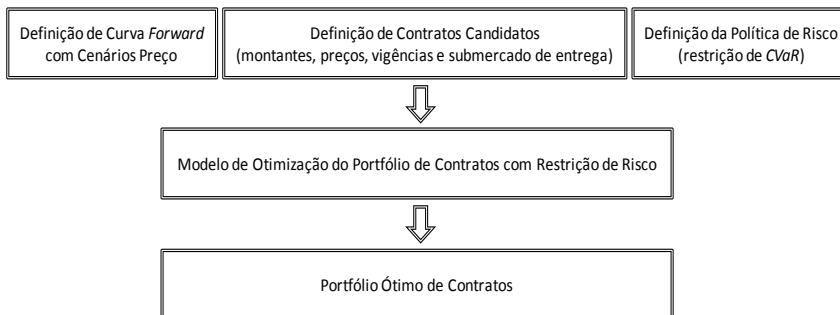 Definição de Curva Forward
com Cenários Preço
Definição de Contratos Candidatos
(montantes, preços, vigências e submercado de entrega)
Definição da Política de Risco
(restrição de CVaR)
Modelo de Otimização do Portfólio de Contratos com Restrição de Risco
Portfólio Ótimo de Contratos